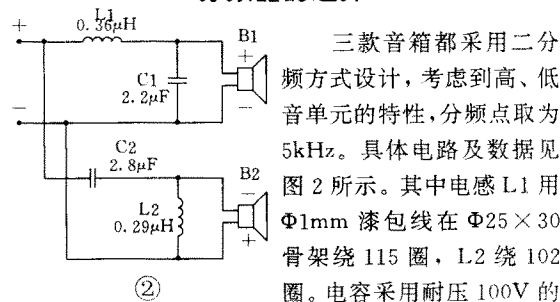 L1
0.36μH
B1
C1
2.2μF
C2
2.8μF
B2
L2
0.29μH
②
三款音箱都采用二分
频方式设计，考虑到高、低
音单元的特性，分频点取为
5kHz。具体电路及数据见
图2所示。其中电感L1用
Φ1mm 漆包线在Φ25×30
骨架绕115圈，L2绕102
圈。电容采用耐压100V的